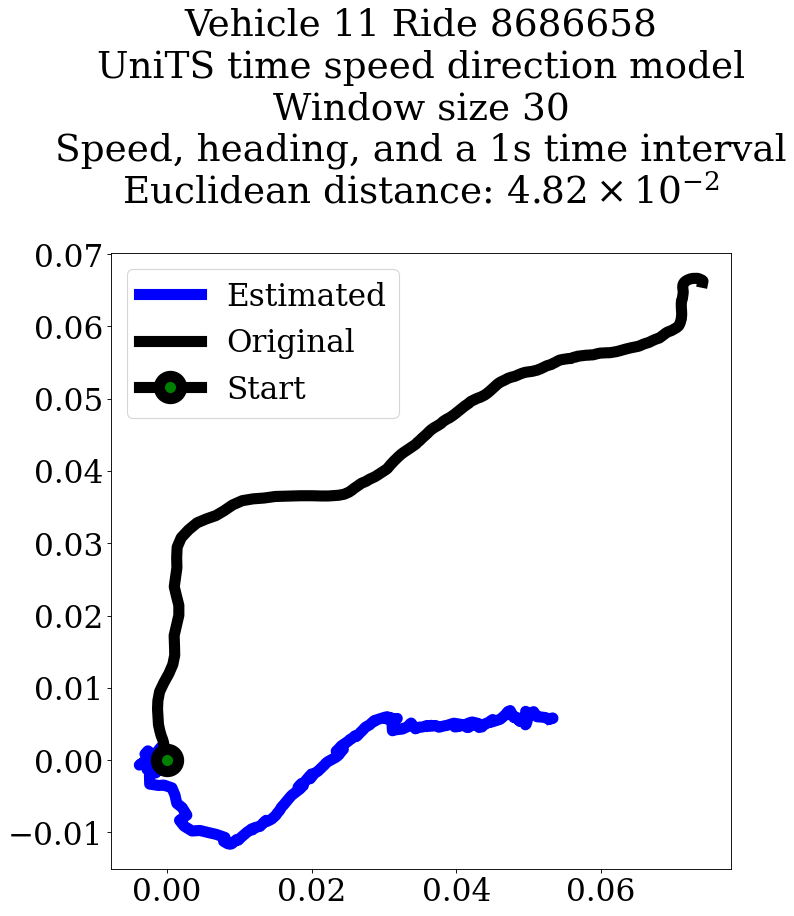 Vehicle 11 Ride 8686658
UniTS time speed direction model
Window size 30
Speed, heading, and a 1s time interval
Euclidean distance: 4.82 × 10⁻²
Estimated
Original
Start
0.07
0.06
0.05
0.04
0.03
0.02
0.01
0.00
−0.01
0.00 0.02 0.04 0.06